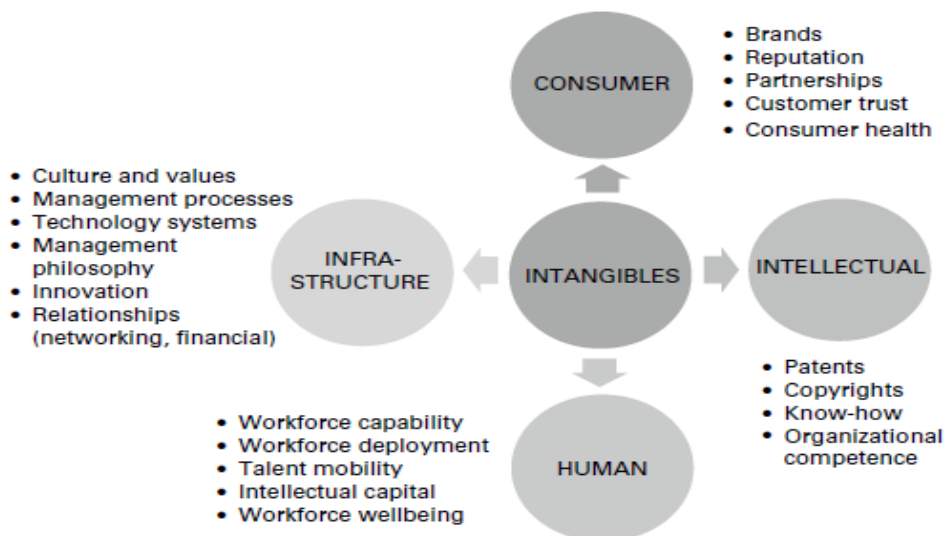 CONSUMER
• Brands
• Reputation
• Partnerships
• Customer trust
• Consumer health
• Culture and values
• Management processes
• Technology systems
• Management
philosophy
• Innovation
• Relationships
(networking, financial)
INFRA-
STRUCTURE
INTANGIBLES
INTELLECTUAL
• Patents
• Copyrights
• Know-how
• Organizational
competence
• Workforce capability
• Workforce deployment
• Talent mobility
• Intellectual capital
• Workforce wellbeing
HUMAN